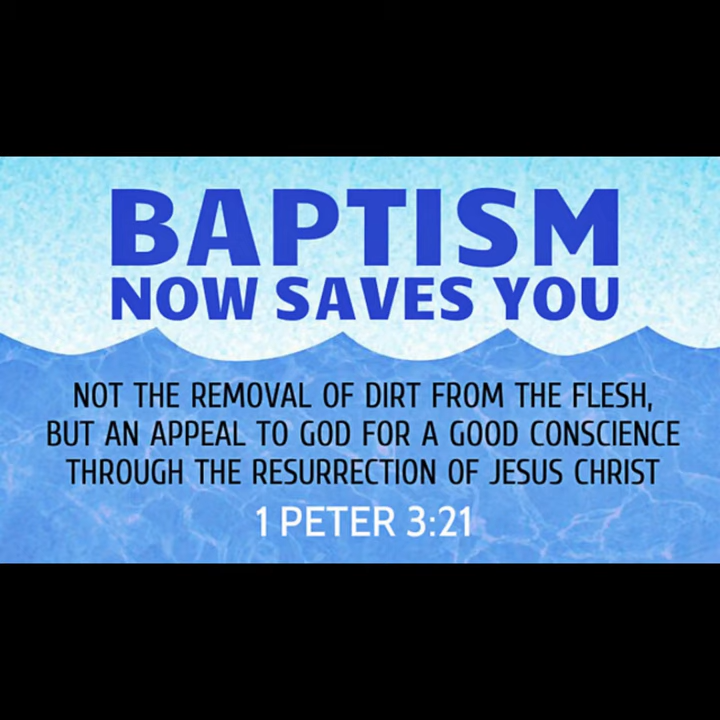 BAPTISM
NOW SAVES YOU
NOT THE REMOVAL OF DIRT FROM THE FLESH,
BUT AN APPEAL TO GOD FOR A GOOD CONSCIENCE
THROUGH THE RESURRECTION OF JESUS CHRIST
1 PETER 3:21